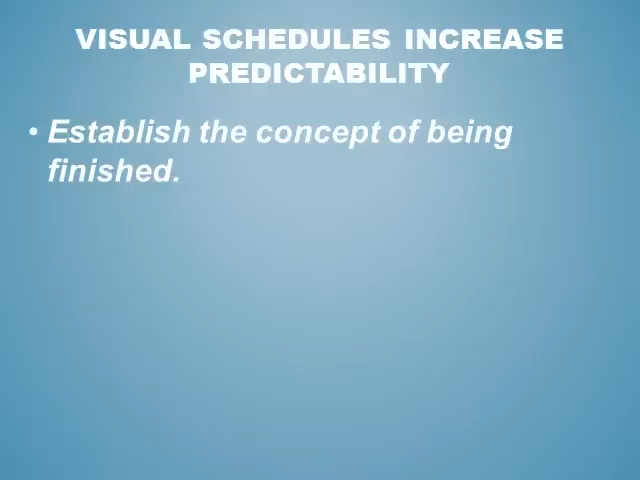 VISUAL SCHEDULES INCREASE
PREDICTABILITY
• Establish the concept of being
finished.